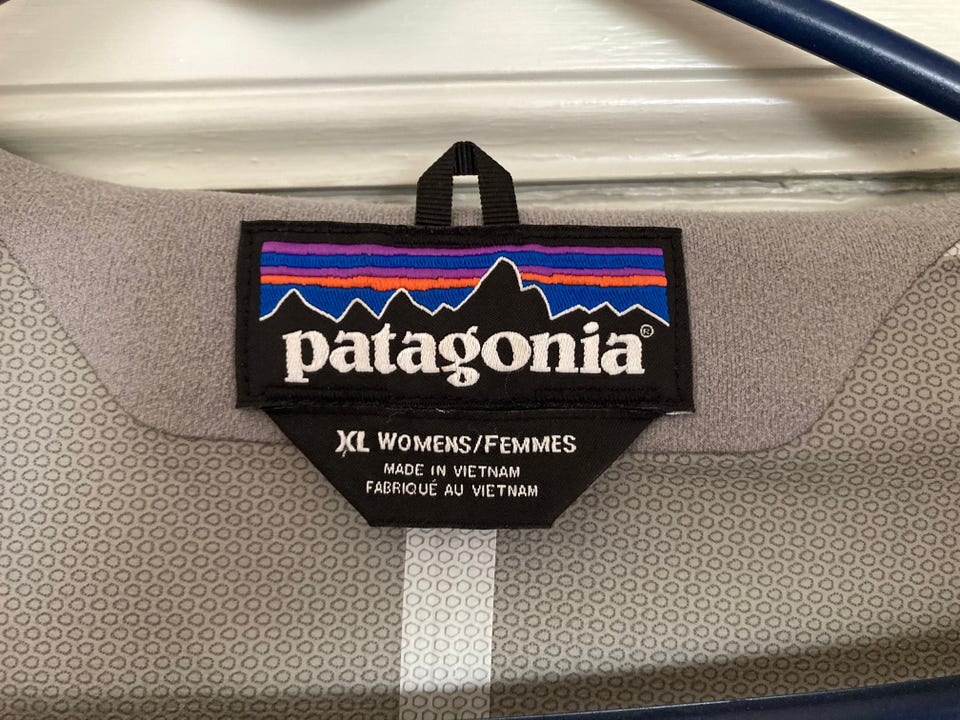 patagonia®
XL WOMENS/FEMMES
MADE IN VIETNAM
FABRIQUÉ AU VIETNAM